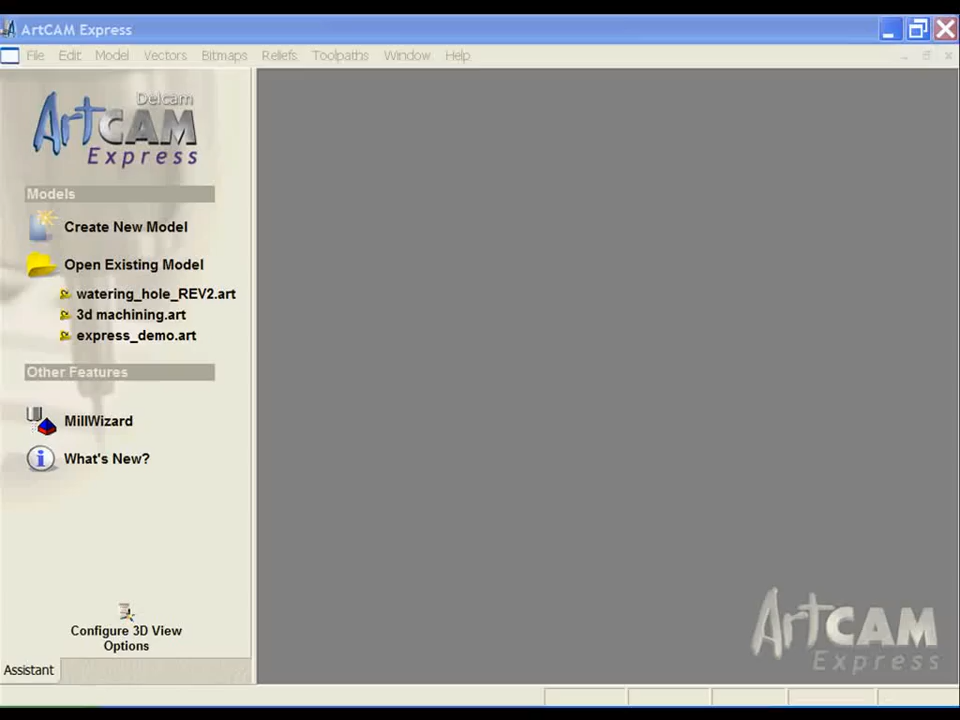 ArtCAM Express
File Edit Model Vectors Bitmaps Reliefs Toolpaths Window Help
Delcam
ArtCAM
Express
Models
Create New Model
Open Existing Model
watering_hole_REV2.art
3d machining.art
express_demo.art
Other Features
MillWizard
What's New?
Configure 3D View
Options
Assistant
ArtCAM
Express